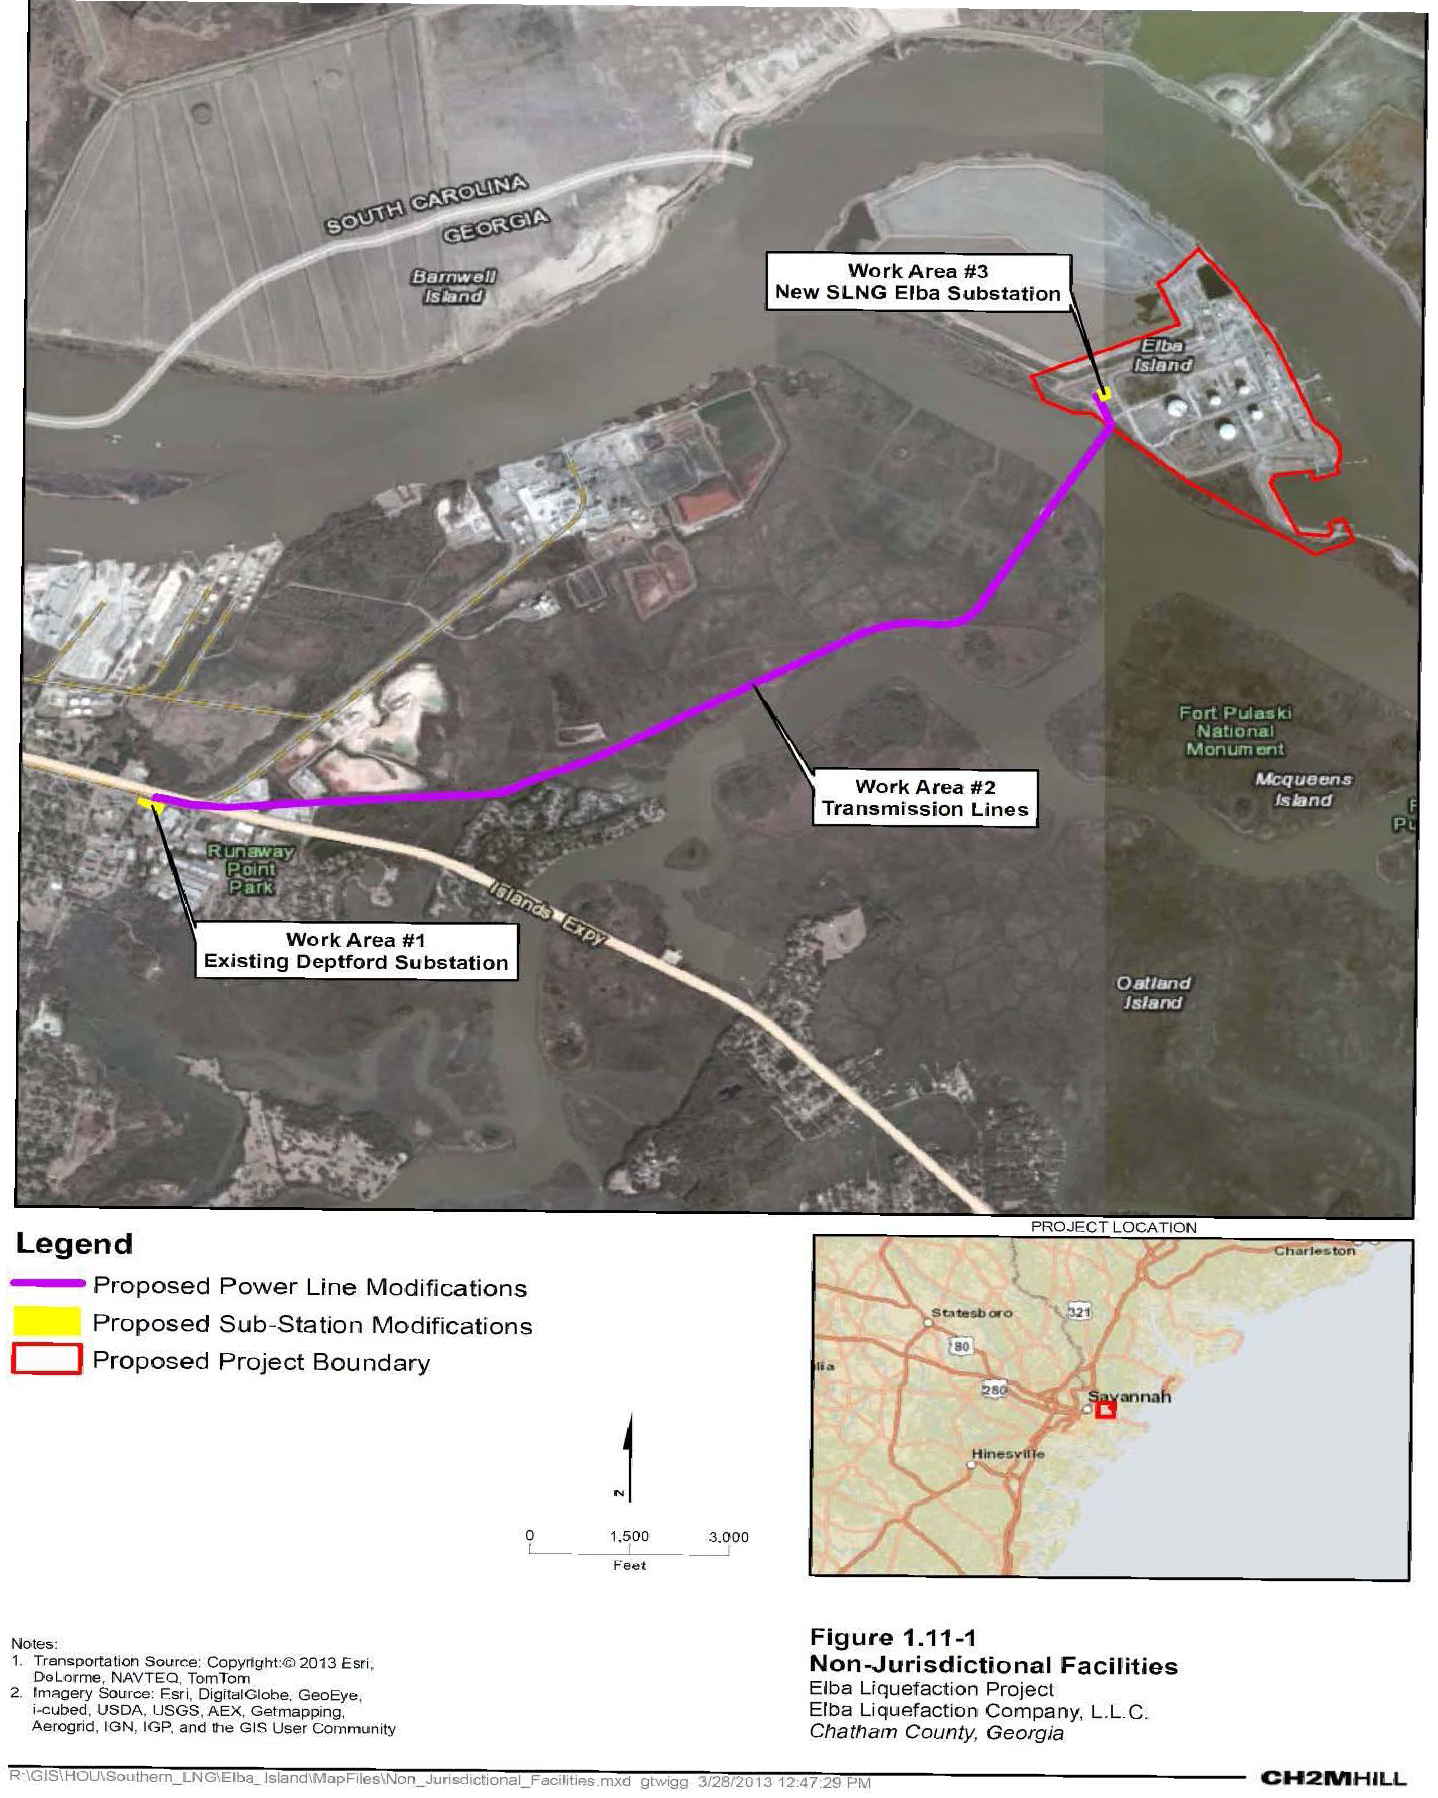 SOUTH CAROLINA
GEORGIA
Barnwell
Island
Work Area #3
New SLNG Elba Substation
Elba
Island
Fort Pulaski
National
Monument
Mcqueens
Island
Work Area #2
Transmission Lines
Runaway
Point
Park
Islands Expy
Work Area #1
Existing Deptford Substation
Oatland
Island
Legend
Proposed Power Line Modifications
Proposed Sub-Station Modifications
Proposed Project Boundary
PROJECT LOCATION
Charleston
Statesboro
321
80
lia
280
Savannah
Hinesville
N
0 1,500 3,000
Feet
Notes:
1. Transportation Source: Copyright:© 2013 Esri,
DeLorme, NAVTEQ, TomTom
2. Imagery Source: Esri, DigitalGlobe, GeoEye,
i-cubed, USDA, USGS, AEX, Getmapping,
Aerogrid, IGN, IGP, and the GIS User Community
Figure 1.11-1
Non-Jurisdictional Facilities
Elba Liquefaction Project
Elba Liquefaction Company, L.L.C.
Chatham County, Georgia
R:\GIS\HOU\Southern_LNG\Elba_Island\MapFiles\Non_Jurisdictional_Facilities.mxd gtwigg 3/28/2013 12:47:29 PM
CH2MHILL